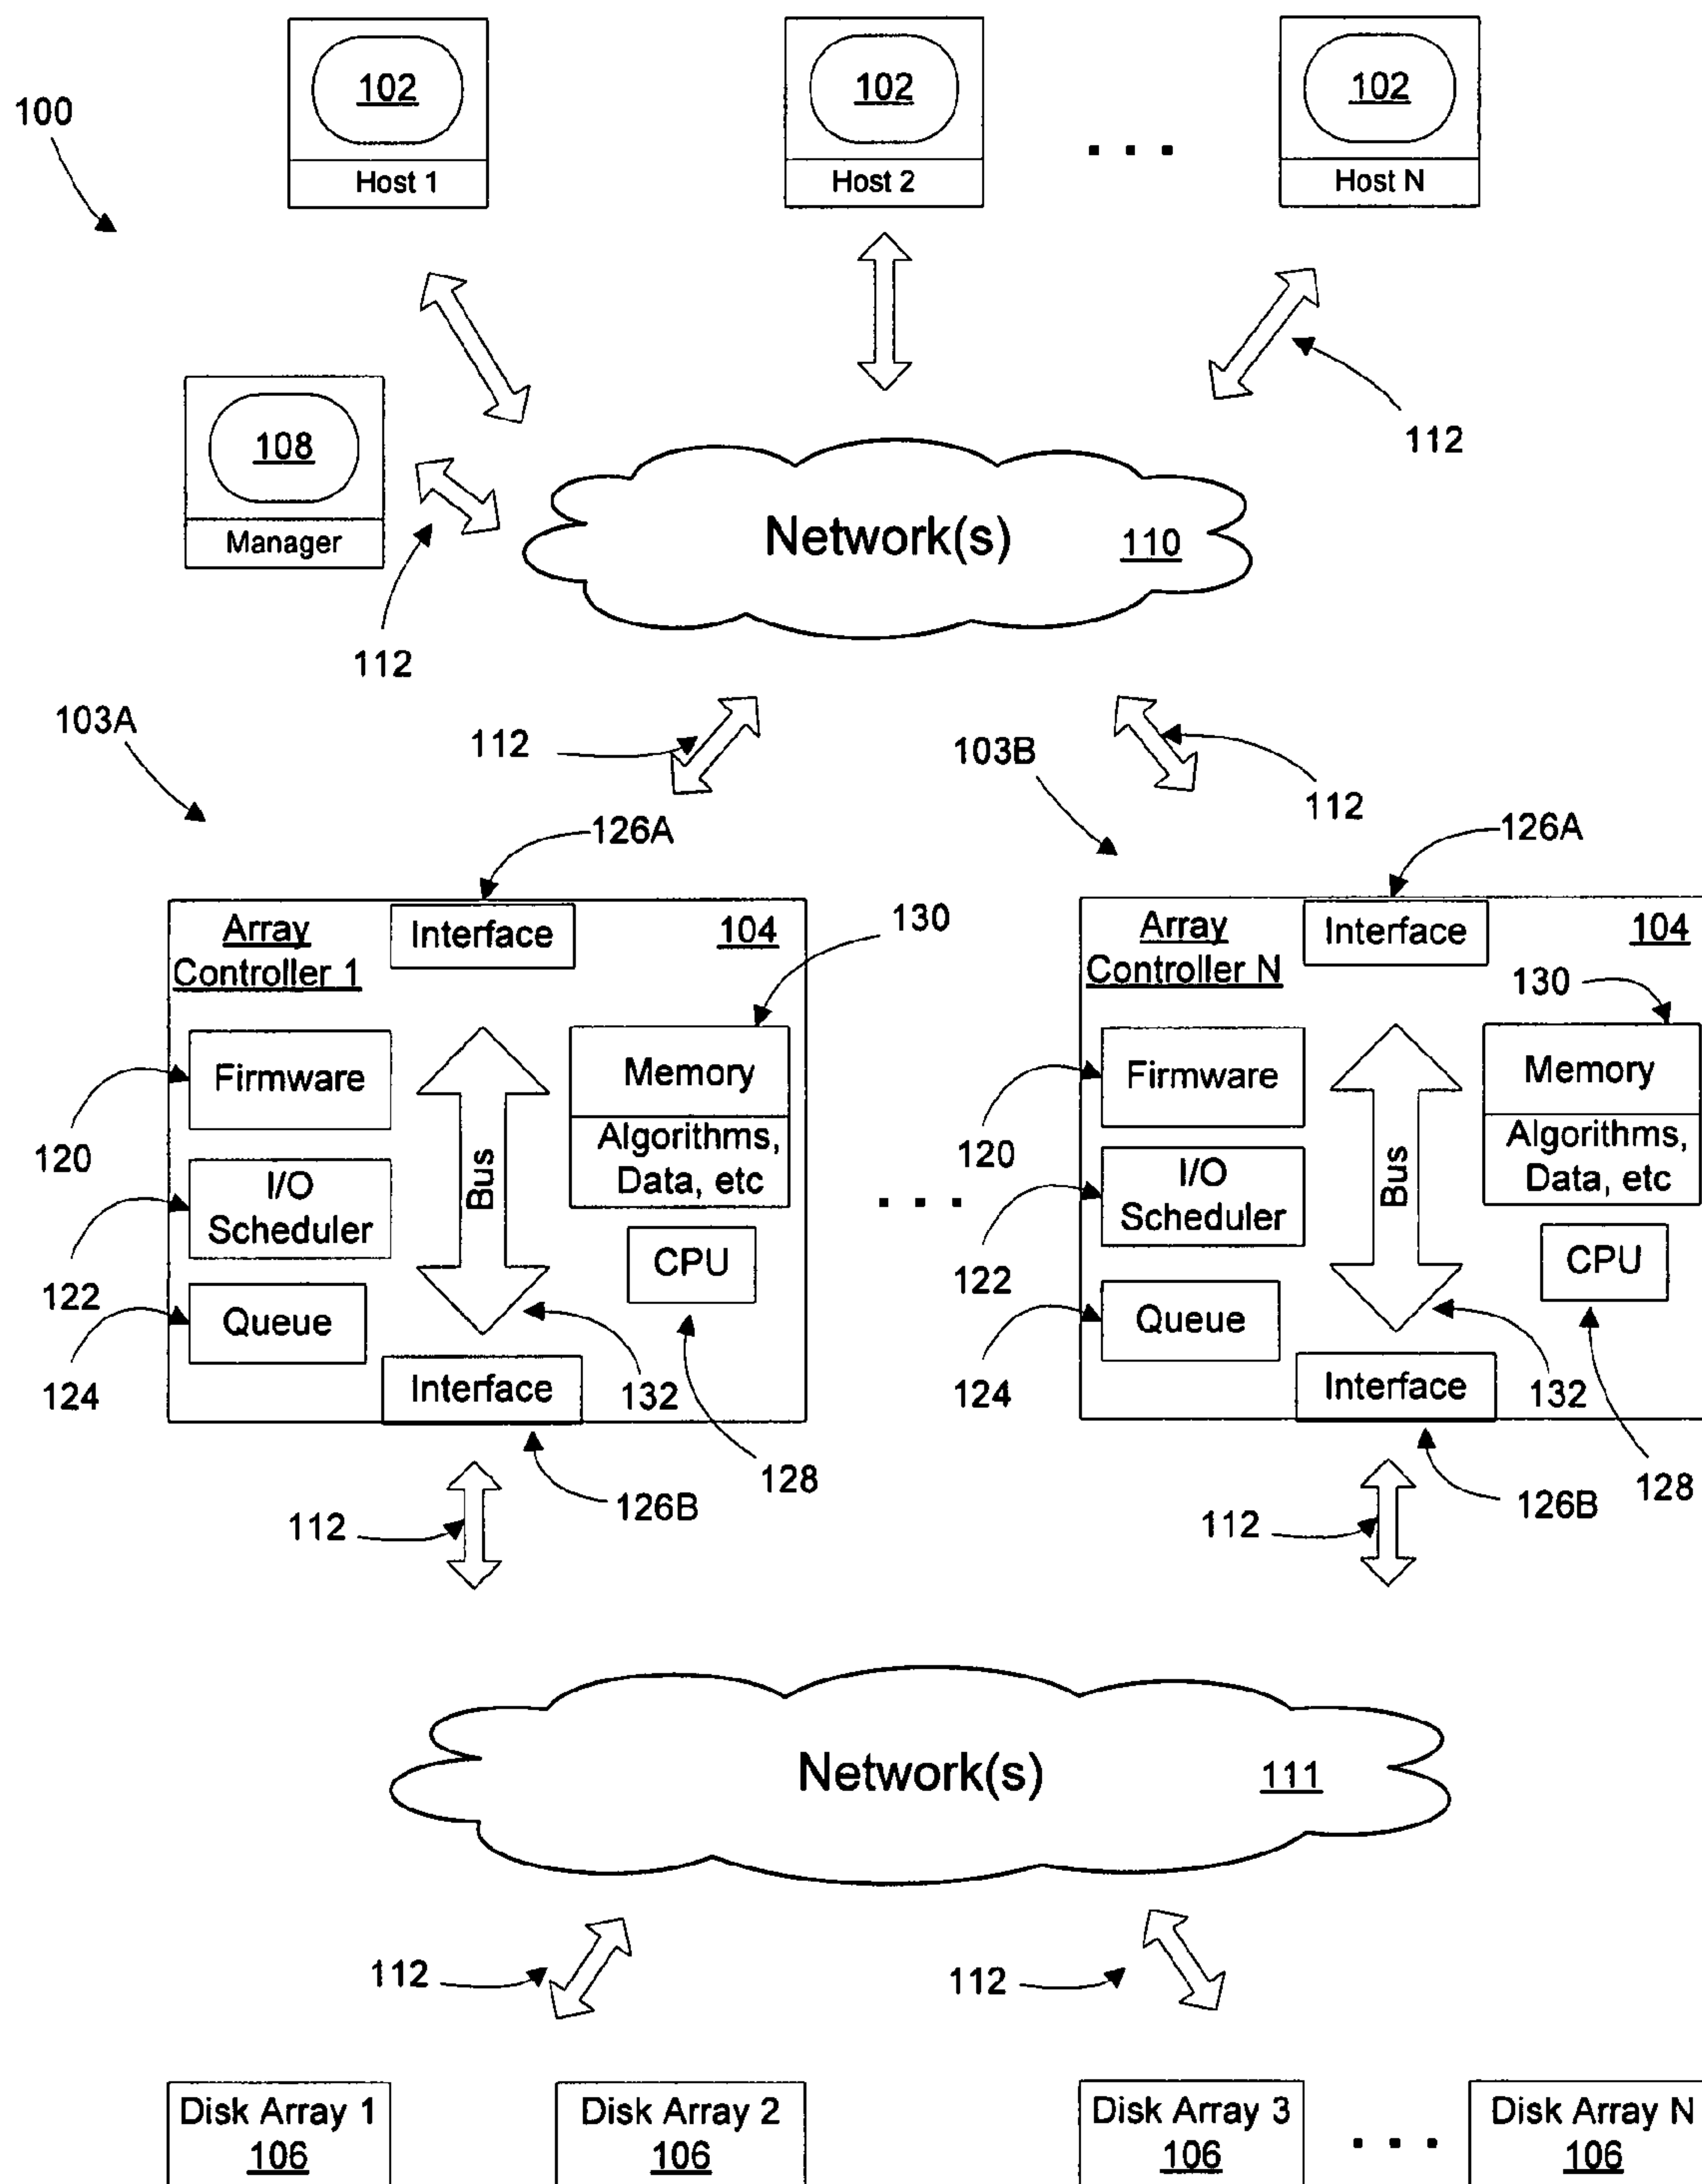 102
102
102
100
Host 1
Host 2
. . .
Host N
112
108
Manager
Network(s)
110
112
103A
112
103B
112
126A
126A
Array
Controller 1
Interface
104
130
Array
Controller N
Interface
104
130
Firmware
Memory
Firmware
Memory
120
Algorithms,
Data, etc
120
Algorithms,
Data, etc
I/O
Scheduler
Bus
. . .
I/O
Scheduler
Bus
122
CPU
122
CPU
Queue
Queue
124
Interface
132
124
Interface
132
128
128
112
126B
112
126B
Network(s)
111
112
112
Disk Array 1
106
Disk Array 2
106
Disk Array 3
106
. . .
Disk Array N
106